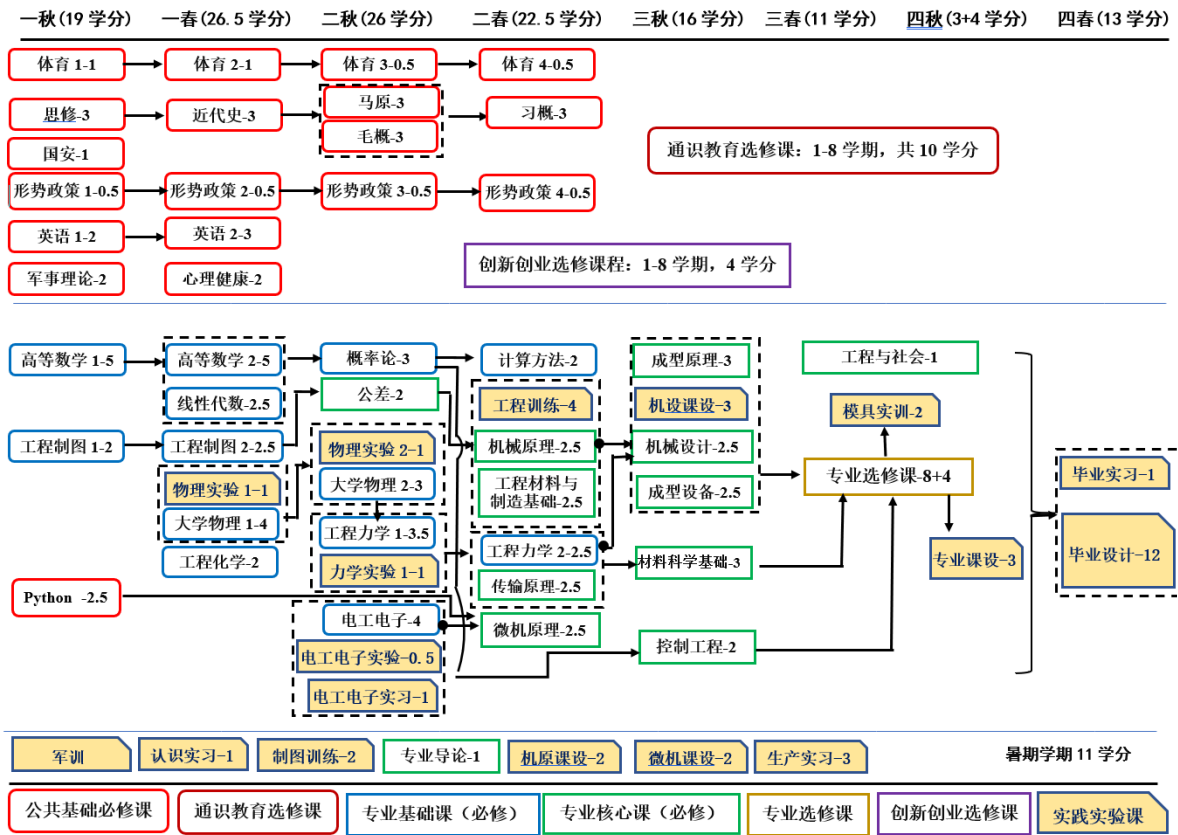 一秋(19 学分) 一春(26.5 学分) 二秋(26 学分) 二春(22.5 学分) 三秋(16 学分) 三春(11 学分) 四秋(3+4 学分) 四春(13 学分)
体育 1-1 体育 2-1 体育 3-0.5 体育 4-0.5
马原-3
思修-3 近代史-3 习概-3
毛概-3
国安-1
通识教育选修课：1-8 学期，共 10 学分
形势政策 1-0.5 形势政策 2-0.5 形势政策 3-0.5 形势政策 4-0.5
英语 1-2 英语 2-3
创新创业选修课程：1-8 学期，4 学分
军事理论-2 心理健康-2
高等数学 1-5 高等数学 2-5 概率论-3 计算方法-2 成型原理-3 工程与社会-1
线性代数-2.5 公差-2 工程训练-4 机设课设-3 模具实训-2
工程制图 1-2 工程制图 2-2.5 物理实验 2-1 机械原理-2.5 机械设计-2.5
专业选修课-8+4 毕业实习-1
物理实验 1-1 大学物理 2-3 工程材料与
制造基础-2.5 成型设备-2.5
大学物理 1-4 工程力学 1-3.5 工程力学 2-2.5
工程化学-2 力学实验 1-1 传输原理-2.5 材料科学基础-3 专业课设-3 毕业设计-12
Python -2.5
电工电子-4 微机原理-2.5
电工电子实验-0.5 控制工程-2
电工电子实习-1
军训 认识实习-1 制图训练-2 专业导论-1 机原课设-2 微机课设-2 生产实习-3 暑期学期 11 学分
公共基础必修课 通识教育选修课 专业基础课（必修） 专业核心课（必修） 专业选修课 创新创业选修课 实践实验课